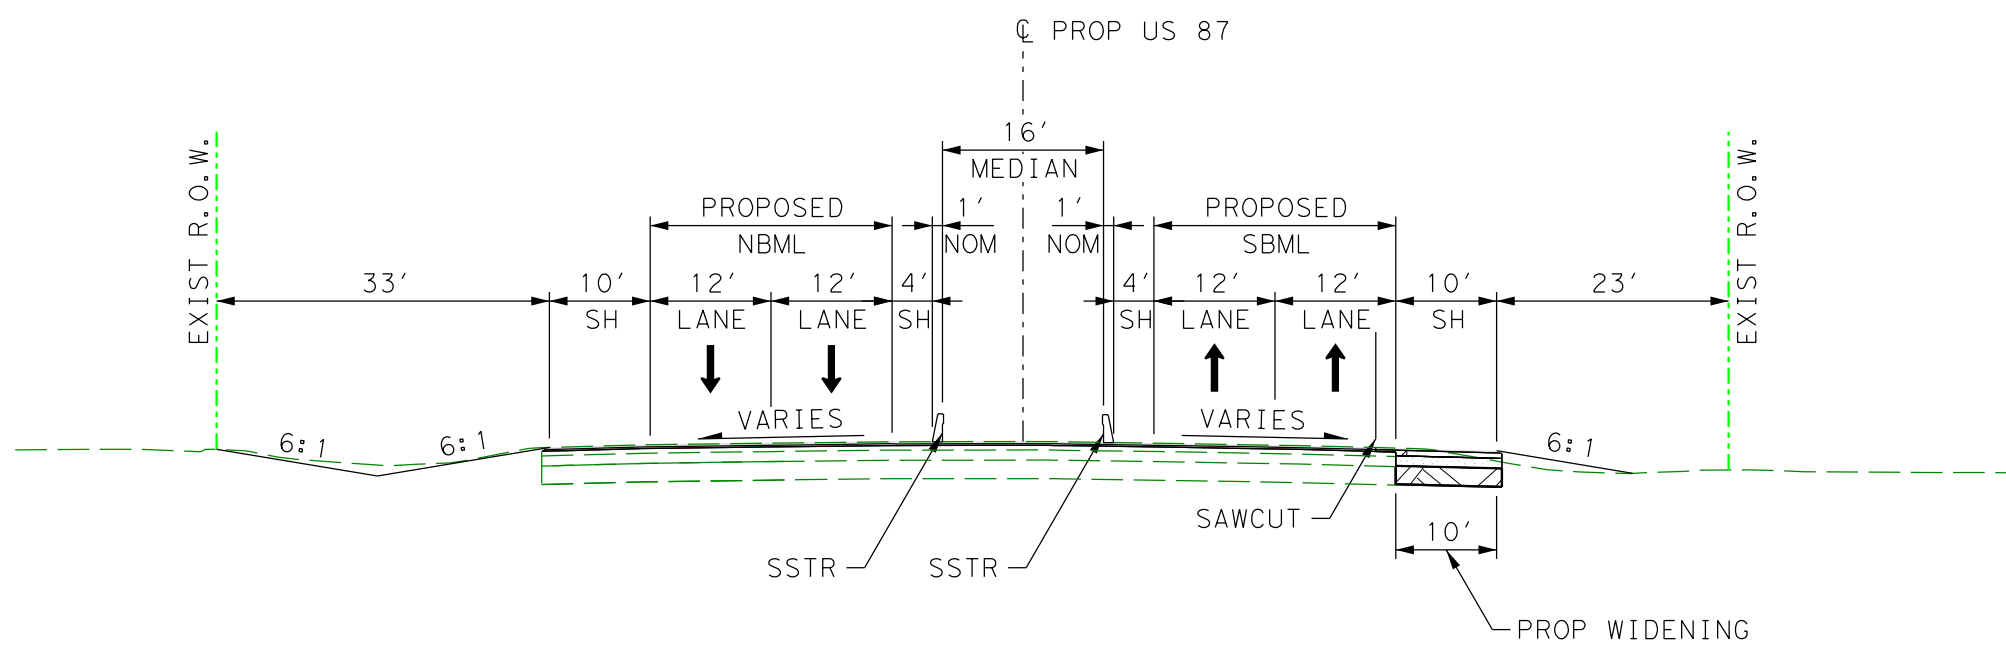 ℄ PROP US 87
16'
MEDIAN
EXIST R.O.W.
EXIST R.O.W.
PROPOSED
NBML
1'
NOM
1'
NOM
PROPOSED
SBML
33'
10'
SH
12'
LANE
12'
LANE
4'
SH
4'
SH
12'
LANE
12'
LANE
10'
SH
23'
VARIES
VARIES
6:1
6:1
6:1
SAWCUT
10'
SSTR
SSTR
PROP WIDENING